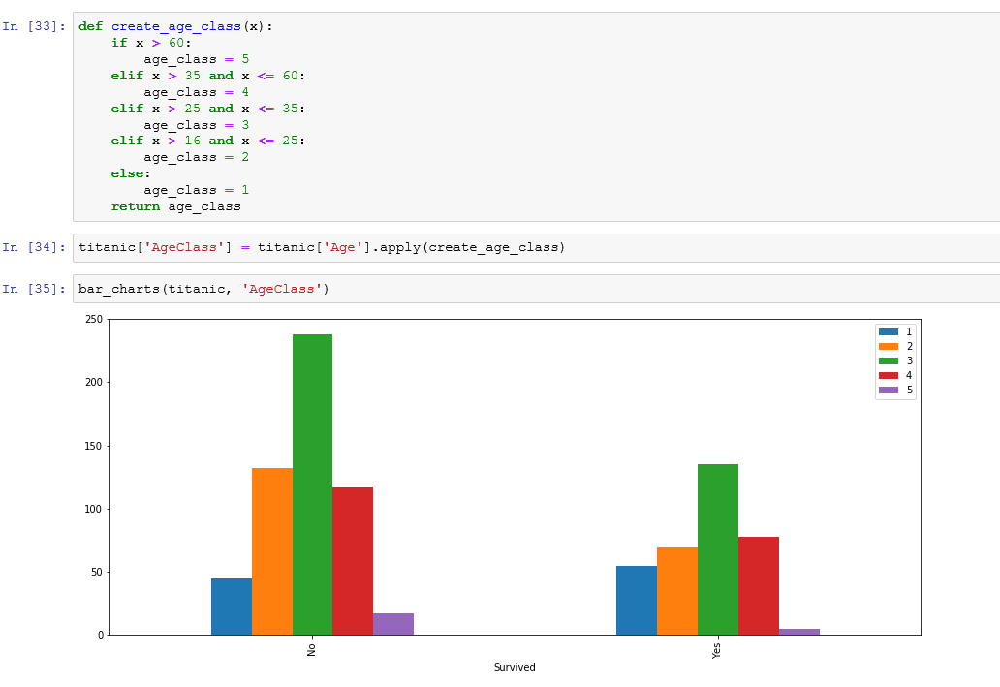 In [33]: def create_age_class(x):
    if x > 60:
        age_class = 5
    elif x > 35 and x <= 60:
        age_class = 4
    elif x > 25 and x <= 35:
        age_class = 3
    elif x > 16 and x <= 25:
        age_class = 2
    else:
        age_class = 1
    return age_class
In [34]: titanic['AgeClass'] = titanic['Age'].apply(create_age_class)
In [35]: bar_charts(titanic, 'AgeClass')
250
200
150
100
50
0
1
2
3
4
5
No
Yes
Survived